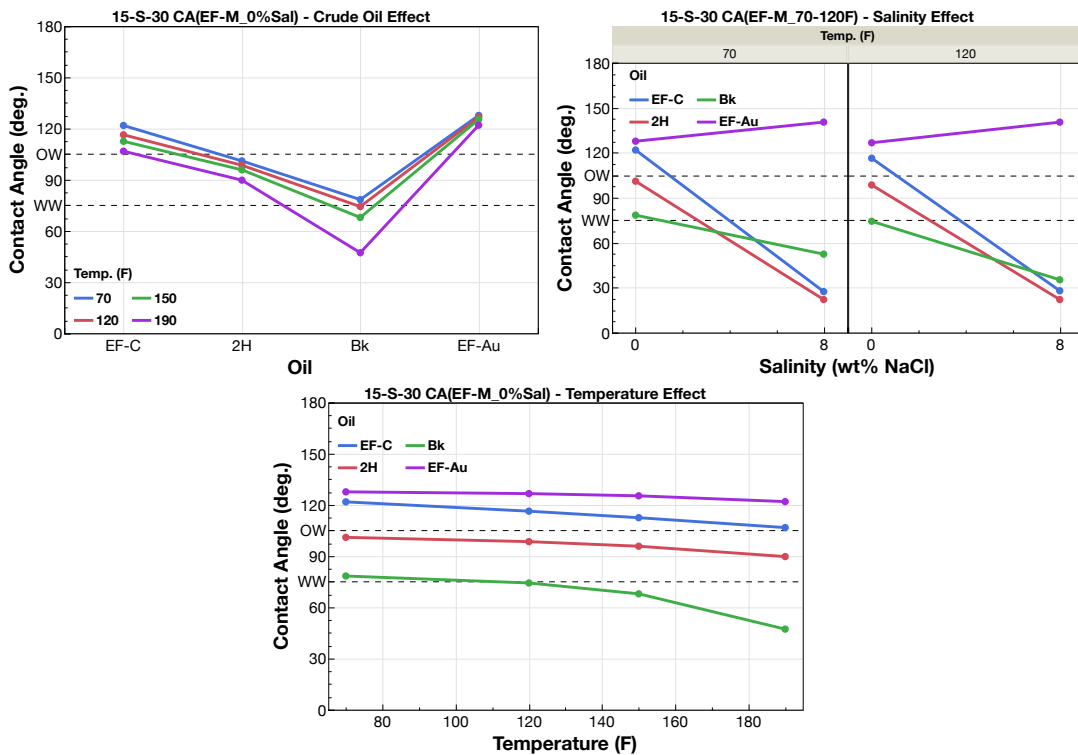 15-S-30 CA(EF-M_0%Sal) - Crude Oil Effect
Contact Angle (deg.)
180
150
120
OW
90
WW
60
30
0
Temp. (F)
70 150
120 190
EF-C 2H Bk EF-Au
Oil
15-S-30 CA(EF-M_70-120F) - Salinity Effect
Temp. (F)
70 120
Contact Angle (deg.)
180
150
120
OW
90
WW
60
30
0
Oil
EF-C Bk
2H EF-Au
0 8 0 8
Salinity (wt% NaCl)
15-S-30 CA(EF-M_0%Sal) - Temperature Effect
Contact Angle (deg.)
180
150
120
OW
90
WW
60
30
0
Oil
EF-C Bk
2H EF-Au
80 100 120 140 160 180
Temperature (F)